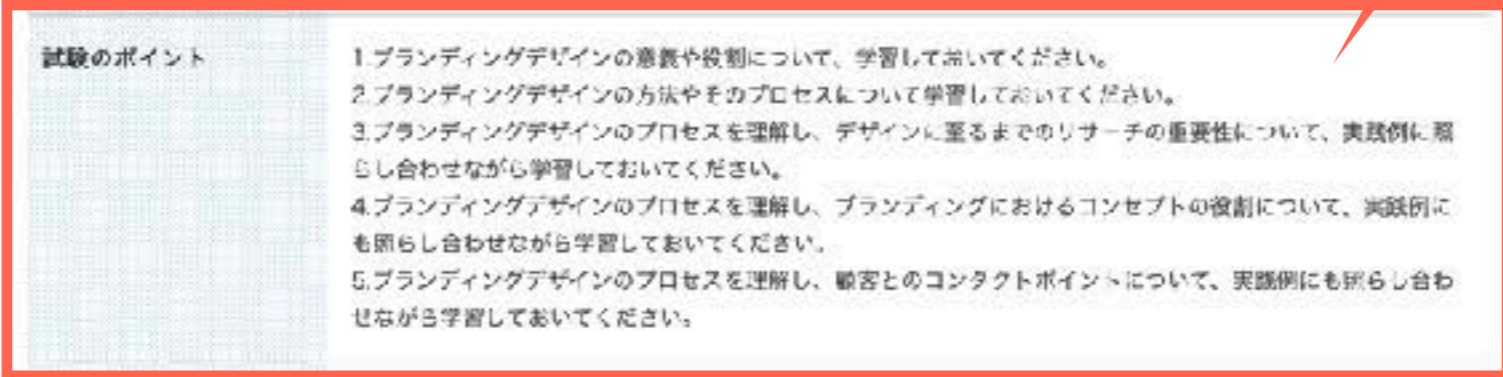 試験のポイント
1.ブランディングデザインの意義や役割について、学習しておいてください。
2.ブランディングデザインの方法やそのプロセスについて学習しておいてください。
3.ブランディングデザインのプロセスを理解し、デザインに至るまでのリサーチの重要性について、実践例に照
らし合わせながら学習しておいてください。
4.ブランディングデザインのプロセスを理解し、ブランディングにおけるコンセプトの役割について、実践例に
も照らし合わせながら学習しておいてください。
5.ブランディングデザインのプロセスを理解し、顧客とのコンタクトポイントについて、実践例にも照らし合わ
せながら学習しておいてください。